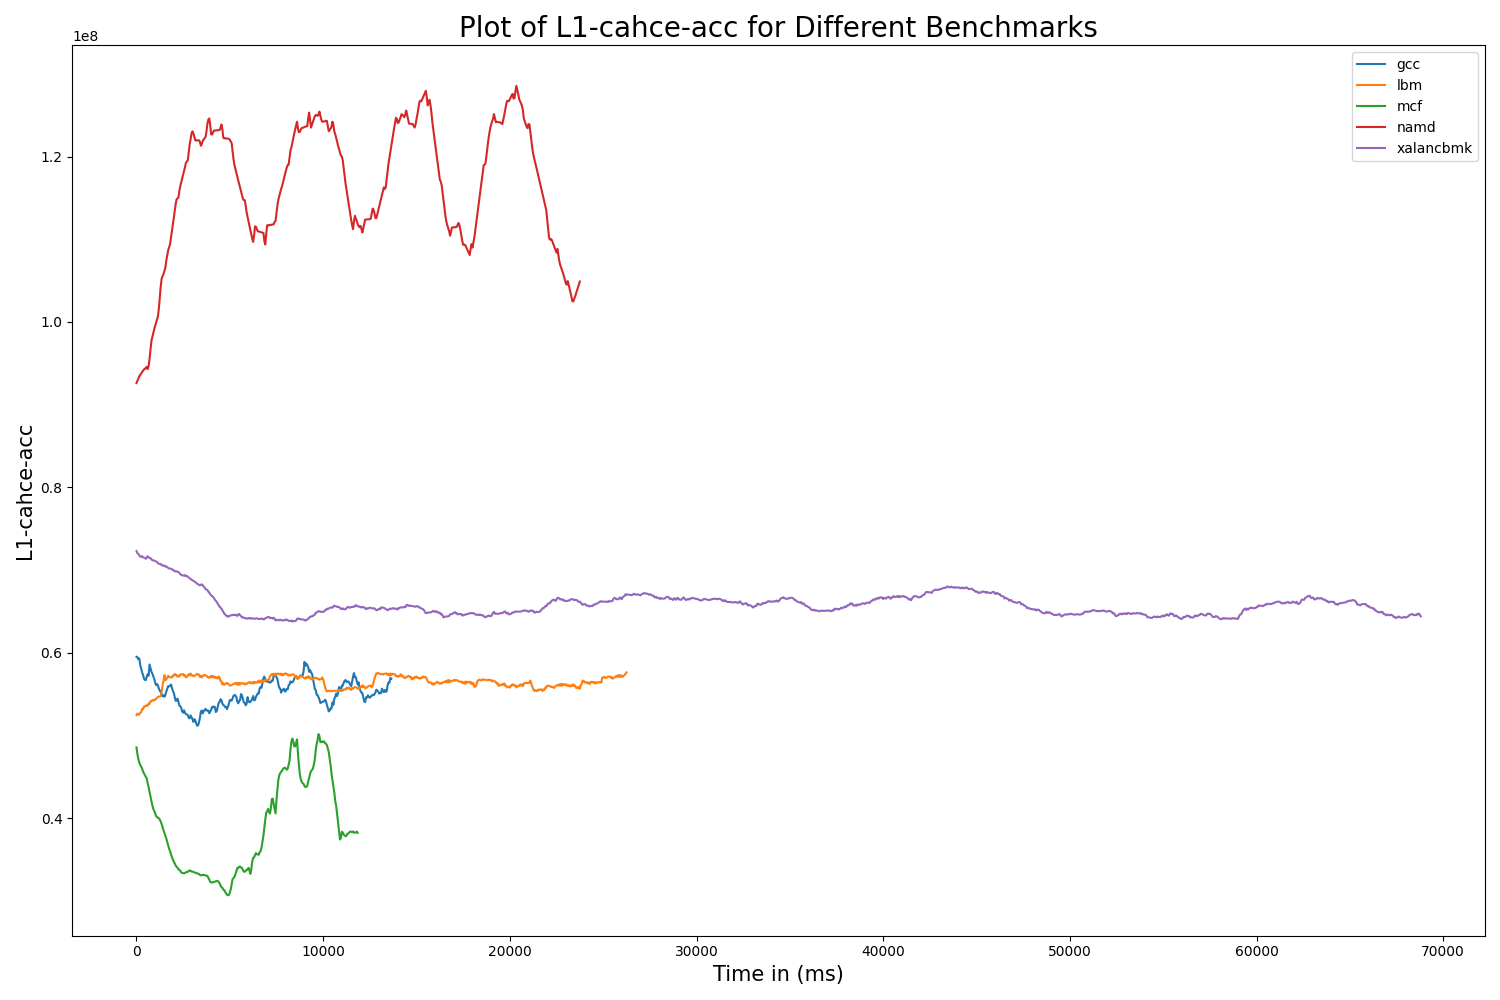 Plot of L1-cahce-acc for Different Benchmarks
1e8
gcc
lbm
mcf
namd
xalancbmk
1.2
1.0
0.8
0.6
0.4
L1-cahce-acc
0 10000 20000 30000 40000 50000 60000 70000
Time in (ms)